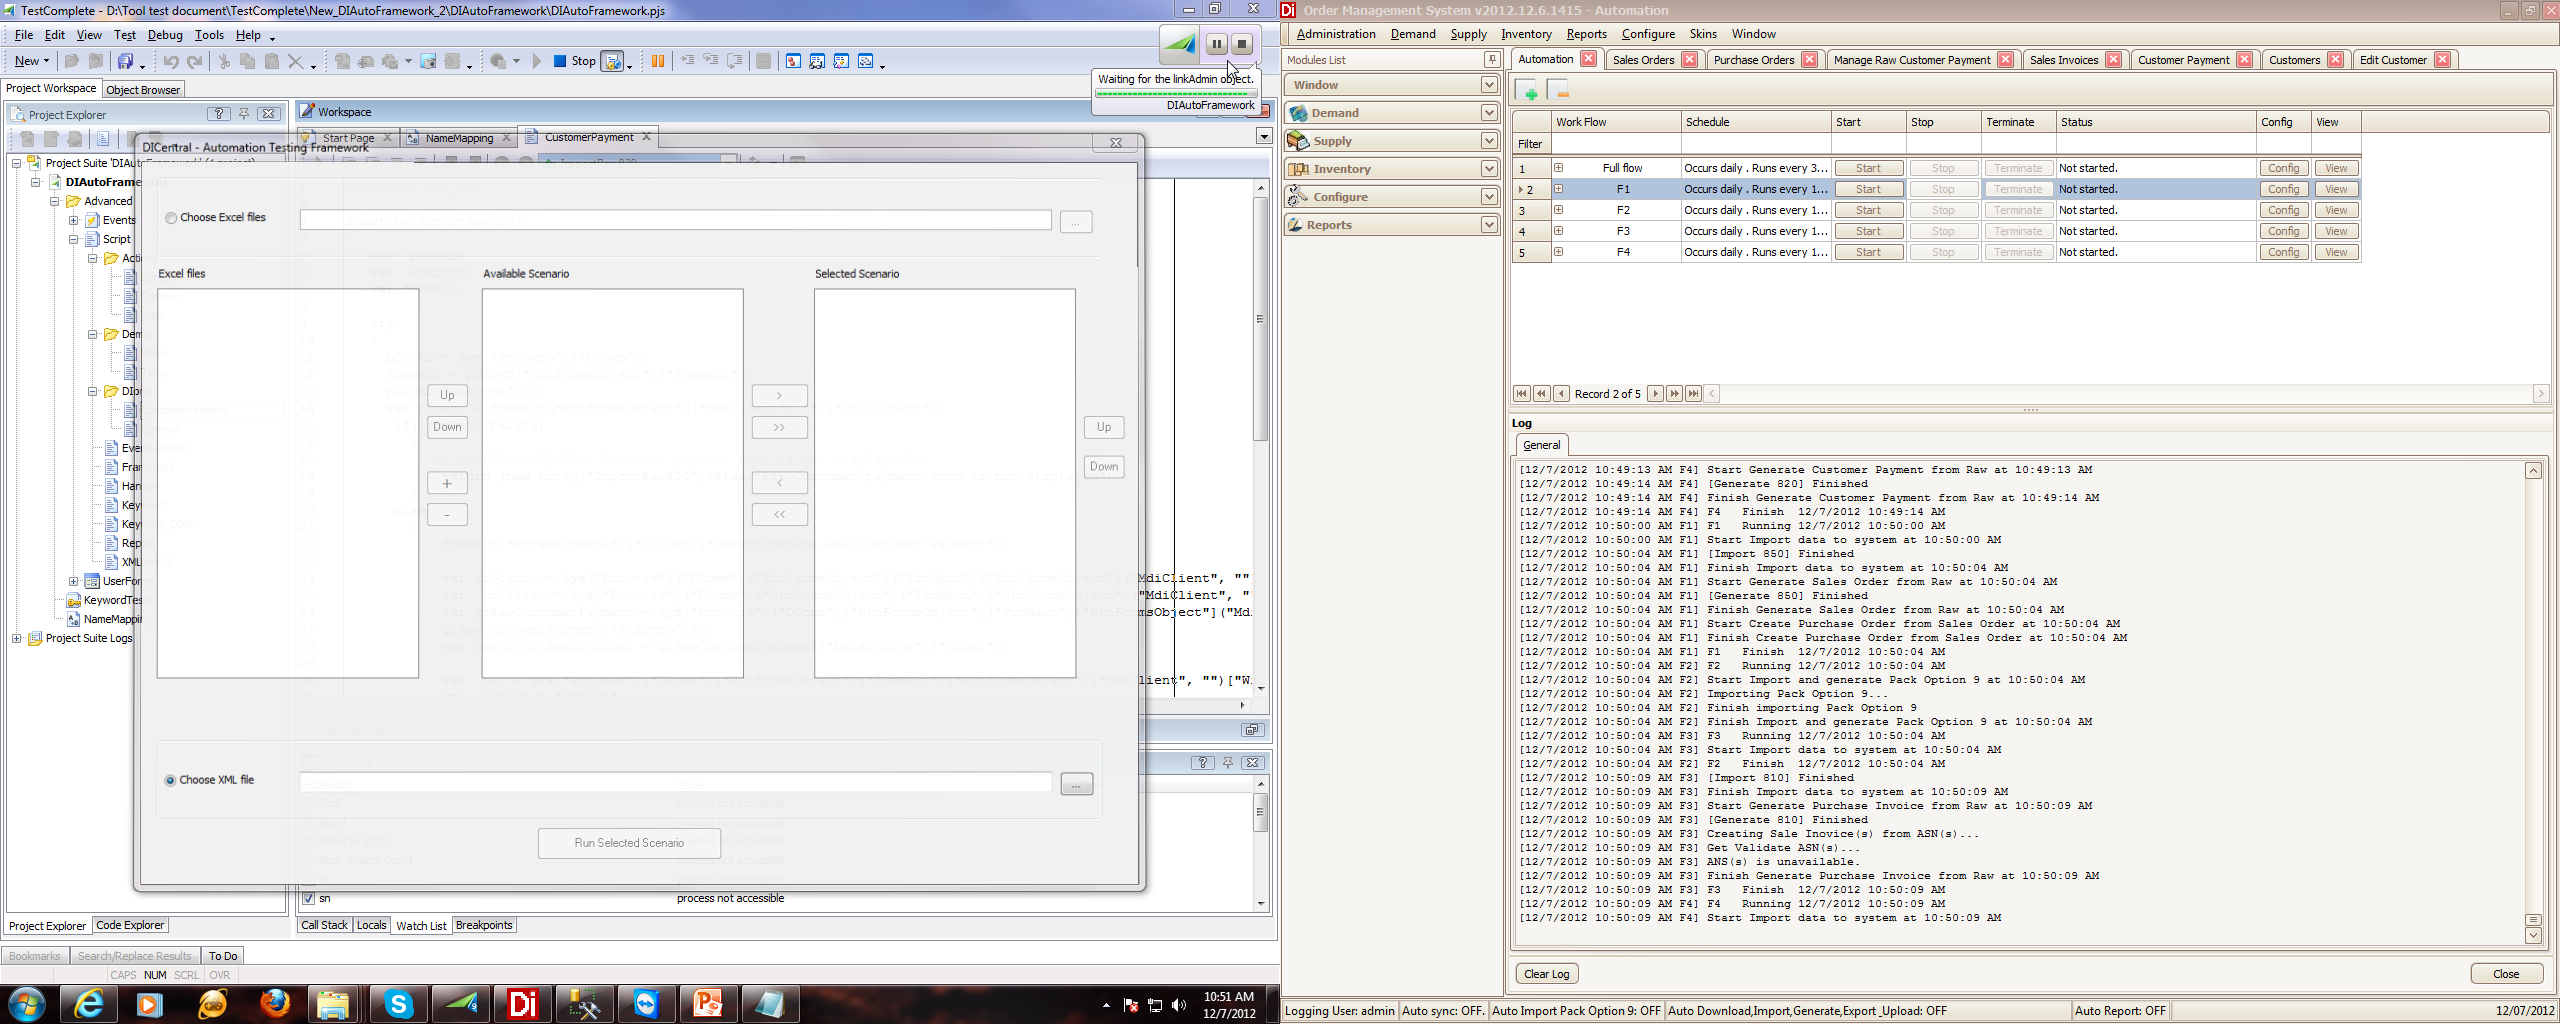 TestComplete - D:\Tool test document\TestComplete\New_DIAutoFramework_2\DIAutoFramework\DIAutoFramework.pjs
File Edit View Test Debug Tools Help
New Stop
Waiting for the linkAdmin object.
DIAutoFramework
Project Workspace Object Browser
Project Explorer
Workspace
Start Page NameMapping CustomerPayment
DICentral - Automation Testing Framework
Project Suite
DIAutoFram
Advanced
Events
Script
Choose Excel files
...
Excel files Available Scenario Selected Scenario
Up
Down
+
-
>
>>
<
<<
Up
Down
UserFor
KeywordTes
NameMappin
Project Suite Logs
MdiClient", ""
"MdiClient", "
sObject"]("Mdi
lient", "")["W
Choose XML file
...
Run Selected Scenario
sn process not accessible
Project Explorer Code Explorer
Call Stack Locals Watch List Breakpoints
Bookmarks Search/Replace Results To Do
CAPS NUM SCRL OVR
10:51 AM
12/7/2012
Order Management System v2012.12.6.1415 - Automation
Administration Demand Supply Inventory Reports Configure Skins Window
Modules List
Window
Demand
Supply
Inventory
Configure
Reports
Automation Sales Orders Purchase Orders Manage Raw Customer Payment Sales Invoices Customer Payment Customers Edit Customer
Work Flow Schedule Start Stop Terminate Status Config View
Filter
1 Full flow Occurs daily . Runs every 3... Start Stop Terminate Not started. Config View
2 F1 Occurs daily . Runs every 1... Start Stop Terminate Not started. Config View
3 F2 Occurs daily . Runs every 1... Start Stop Terminate Not started. Config View
4 F3 Occurs daily . Runs every 1... Start Stop Terminate Not started. Config View
5 F4 Occurs daily . Runs every 1... Start Stop Terminate Not started. Config View
Record 2 of 5
Log
General
[12/7/2012 10:49:13 AM F4] Start Generate Customer Payment from Raw at 10:49:13 AM
[12/7/2012 10:49:14 AM F4] [Generate 820] Finished
[12/7/2012 10:49:14 AM F4] Finish Generate Customer Payment from Raw at 10:49:14 AM
[12/7/2012 10:49:14 AM F4] F4 Finish 12/7/2012 10:49:14 AM
[12/7/2012 10:50:00 AM F1] F1 Running 12/7/2012 10:50:00 AM
[12/7/2012 10:50:00 AM F1] Start Import data to system at 10:50:00 AM
[12/7/2012 10:50:04 AM F1] [Import 850] Finished
[12/7/2012 10:50:04 AM F1] Finish Import data to system at 10:50:04 AM
[12/7/2012 10:50:04 AM F1] Start Generate Sales Order from Raw at 10:50:04 AM
[12/7/2012 10:50:04 AM F1] [Generate 850] Finished
[12/7/2012 10:50:04 AM F1] Finish Generate Sales Order from Raw at 10:50:04 AM
[12/7/2012 10:50:04 AM F1] Start Create Purchase Order from Sales Order at 10:50:04 AM
[12/7/2012 10:50:04 AM F1] Finish Create Purchase Order from Sales Order at 10:50:04 AM
[12/7/2012 10:50:04 AM F1] F1 Finish 12/7/2012 10:50:04 AM
[12/7/2012 10:50:04 AM F2] F2 Running 12/7/2012 10:50:04 AM
[12/7/2012 10:50:04 AM F2] Start Import and generate Pack Option 9 at 10:50:04 AM
[12/7/2012 10:50:04 AM F2] Importing Pack Option 9...
[12/7/2012 10:50:04 AM F2] Finish importing Pack Option 9
[12/7/2012 10:50:04 AM F2] Finish Import and generate Pack Option 9 at 10:50:04 AM
[12/7/2012 10:50:04 AM F3] F3 Running 12/7/2012 10:50:04 AM
[12/7/2012 10:50:04 AM F3] Start Import data to system at 10:50:04 AM
[12/7/2012 10:50:04 AM F2] F2 Finish 12/7/2012 10:50:04 AM
[12/7/2012 10:50:09 AM F3] [Import 810] Finished
[12/7/2012 10:50:09 AM F3] Finish Import data to system at 10:50:09 AM
[12/7/2012 10:50:09 AM F3] Start Generate Purchase Invoice from Raw at 10:50:09 AM
[12/7/2012 10:50:09 AM F3] [Generate 810] Finished
[12/7/2012 10:50:09 AM F3] Creating Sale Inovice(s) from ASN(s)...
[12/7/2012 10:50:09 AM F3] Get Validate ASN(s)...
[12/7/2012 10:50:09 AM F3] ANS(s) is unavailable.
[12/7/2012 10:50:09 AM F3] Finish Generate Purchase Invoice from Raw at 10:50:09 AM
[12/7/2012 10:50:09 AM F3] F3 Finish 12/7/2012 10:50:09 AM
[12/7/2012 10:50:09 AM F4] F4 Running 12/7/2012 10:50:09 AM
[12/7/2012 10:50:09 AM F4] Start Import data to system at 10:50:09 AM
Clear Log Close
Logging User: admin Auto sync: OFF. Auto Import Pack Option 9: OFF Auto Download,Import,Generate,Export_Upload: OFF Auto Report: OFF 12/07/2012